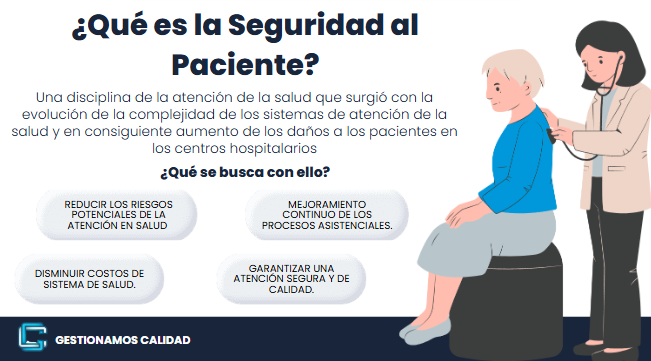 ¿Qué es la Seguridad al
Paciente?
Una disciplina de la atención de la salud que surgió con la
evolución de la complejidad de los sistemas de atención de la
salud y en consiguiente aumento de los daños a los pacientes en
los centros hospitalarios
¿Qué se busca con ello?
REDUCIR LOS RIESGOS
POTENCIALES DE LA
ATENCIÓN EN SALUD
MEJORAMIENTO
CONTINUO DE LOS
PROCESOS ASISTENCIALES.
DISMINUIR COSTOS DE
SISTEMA DE SALUD.
GARANTIZAR UNA
ATENCIÓN SEGURA Y DE
CALIDAD.
GESTIONAMOS CALIDAD